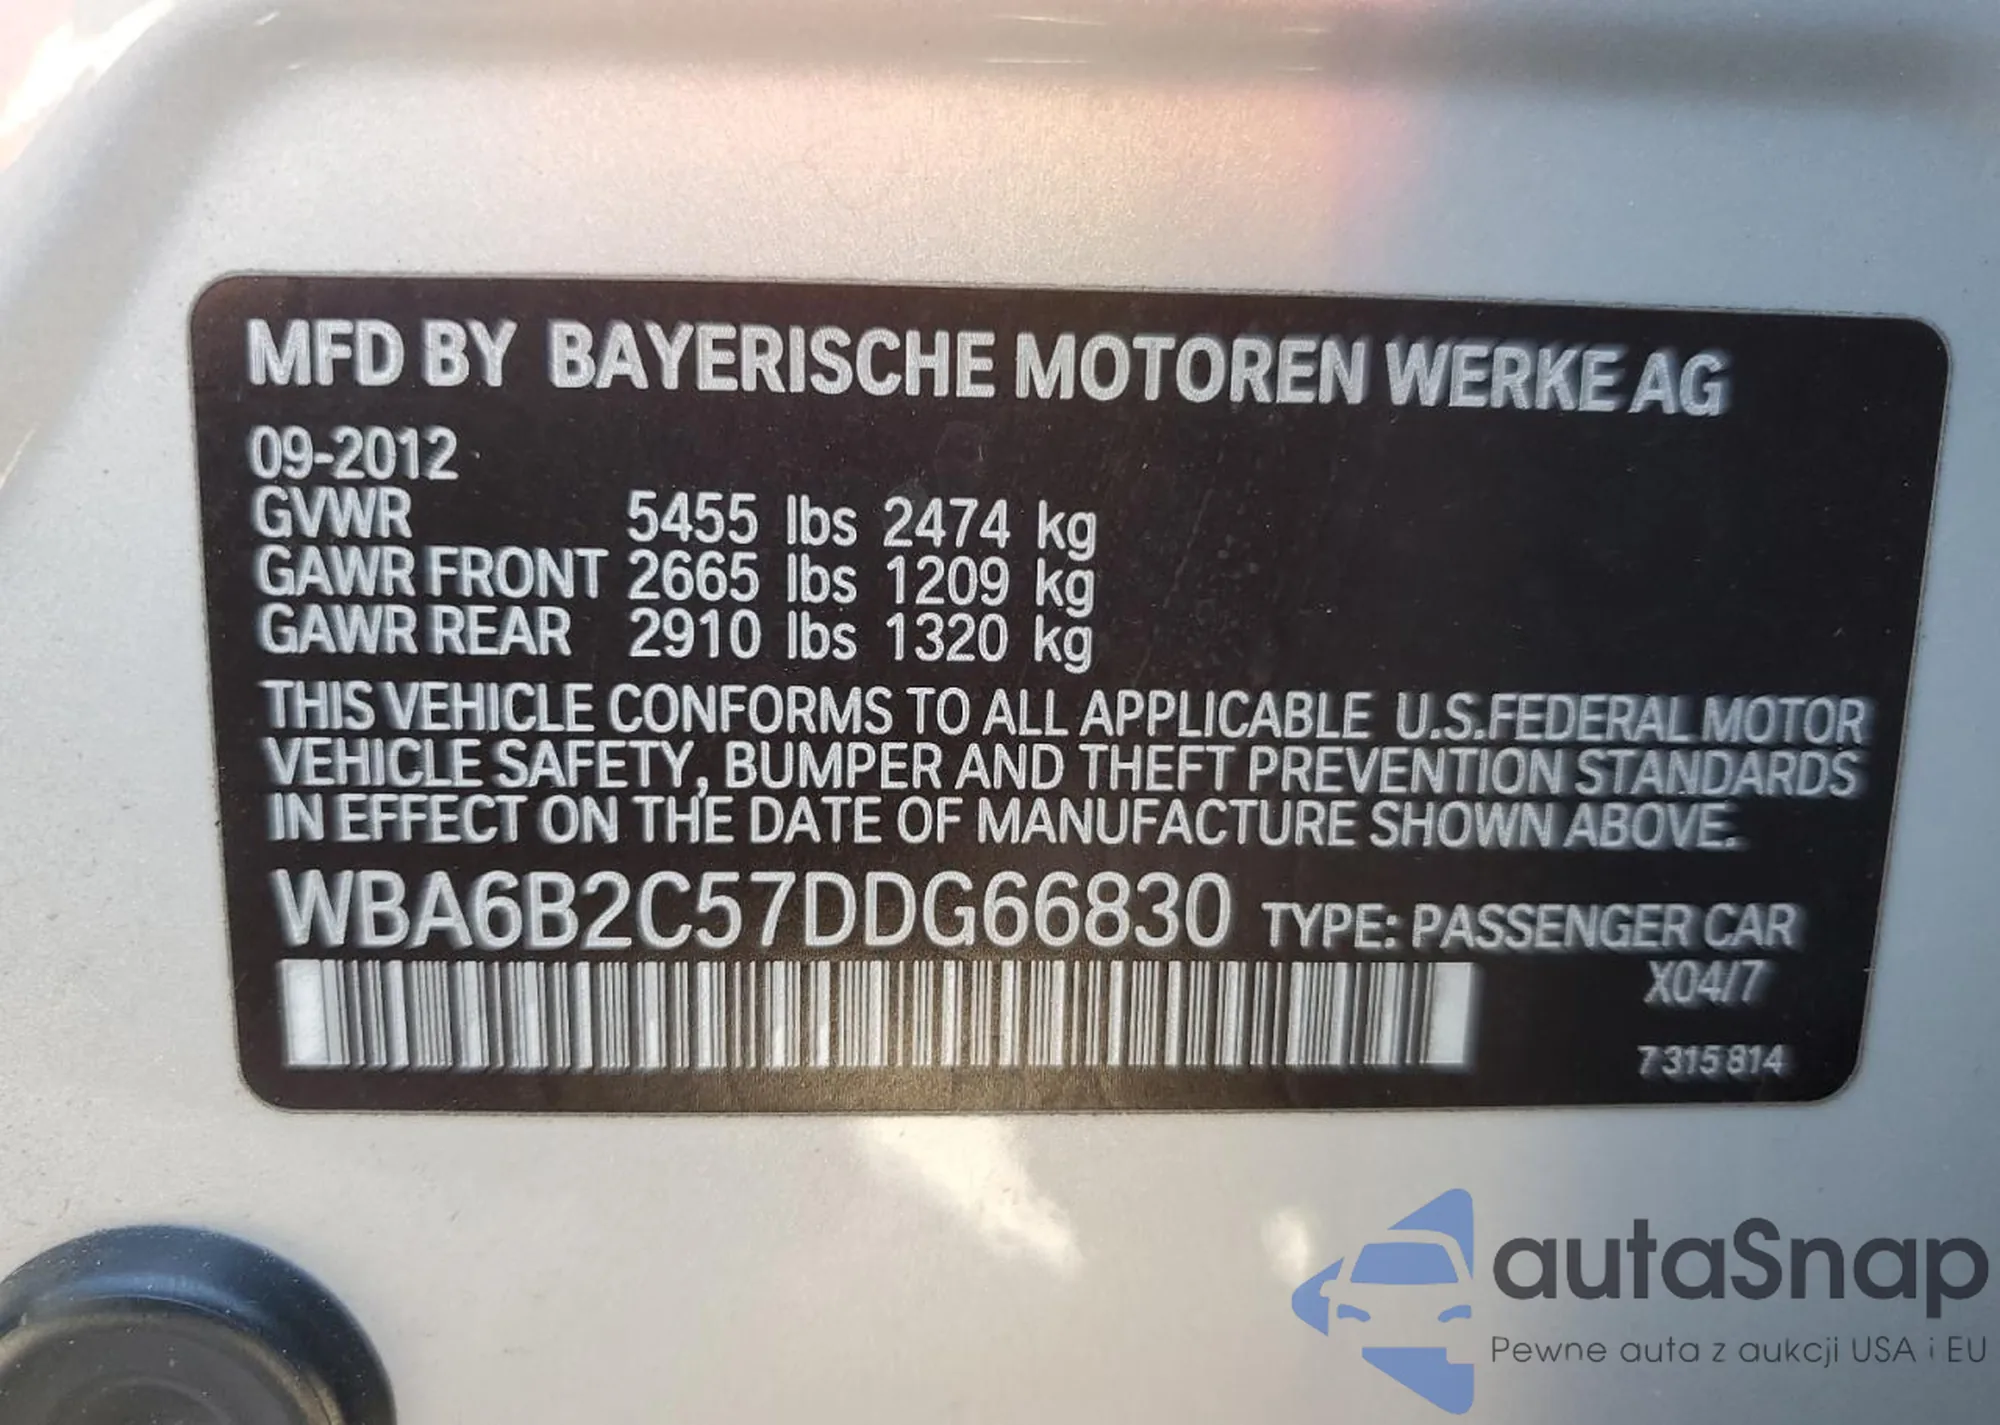 MFD BY BAYERISCHE MOTOREN WERKE AG
09-2012
GVWR 5455 lbs 2474 kg
GAWR FRONT 2665 lbs 1209 kg
GAWR REAR 2910 lbs 1320 kg
THIS VEHICLE CONFORMS TO ALL APPLICABLE U.S.FEDERAL MOTOR
VEHICLE SAFETY, BUMPER AND THEFT PREVENTION STANDARDS
IN EFFECT ON THE DATE OF MANUFACTURE SHOWN ABOVE.
WBA6B2C57DDG66830 TYPE: PASSENGER CAR
X04/7
7 315 814
autaSnap
Pewne auta z aukcji USA i EU